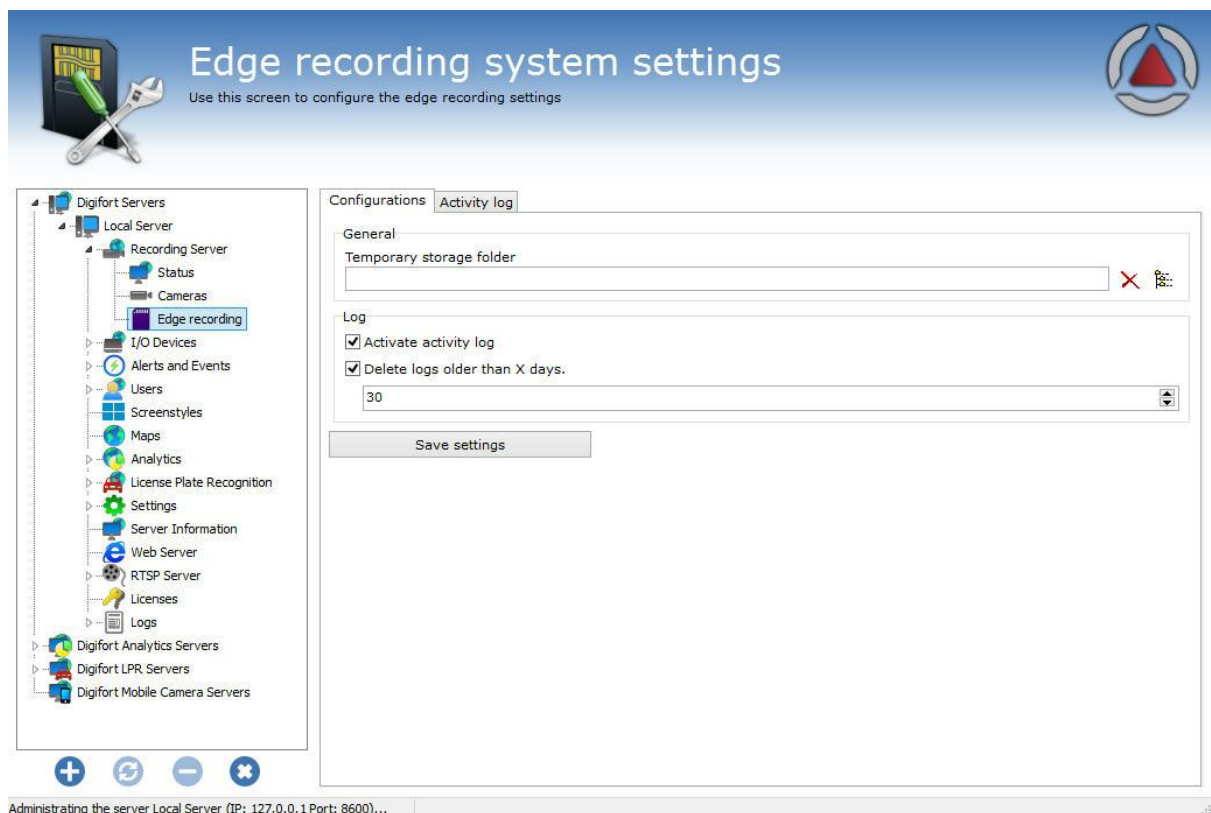 Edge recording system settings
Use this screen to configure the edge recording settings
Digifort Servers
Local Server
Recording Server
Status
Cameras
Edge recording
I/O Devices
Alerts and Events
Users
Screenstyles
Maps
Analytics
License Plate Recognition
Settings
Server Information
Web Server
RTSP Server
Licenses
Logs
Digifort Analytics Servers
Digifort LPR Servers
Digifort Mobile Camera Servers
Configurations
Activity log
General
Temporary storage folder
Log
Activate activity log
Delete logs older than X days.
30
Save settings
Administrating the server Local Server (IP: 127.0.0.1 Port: 8600)...